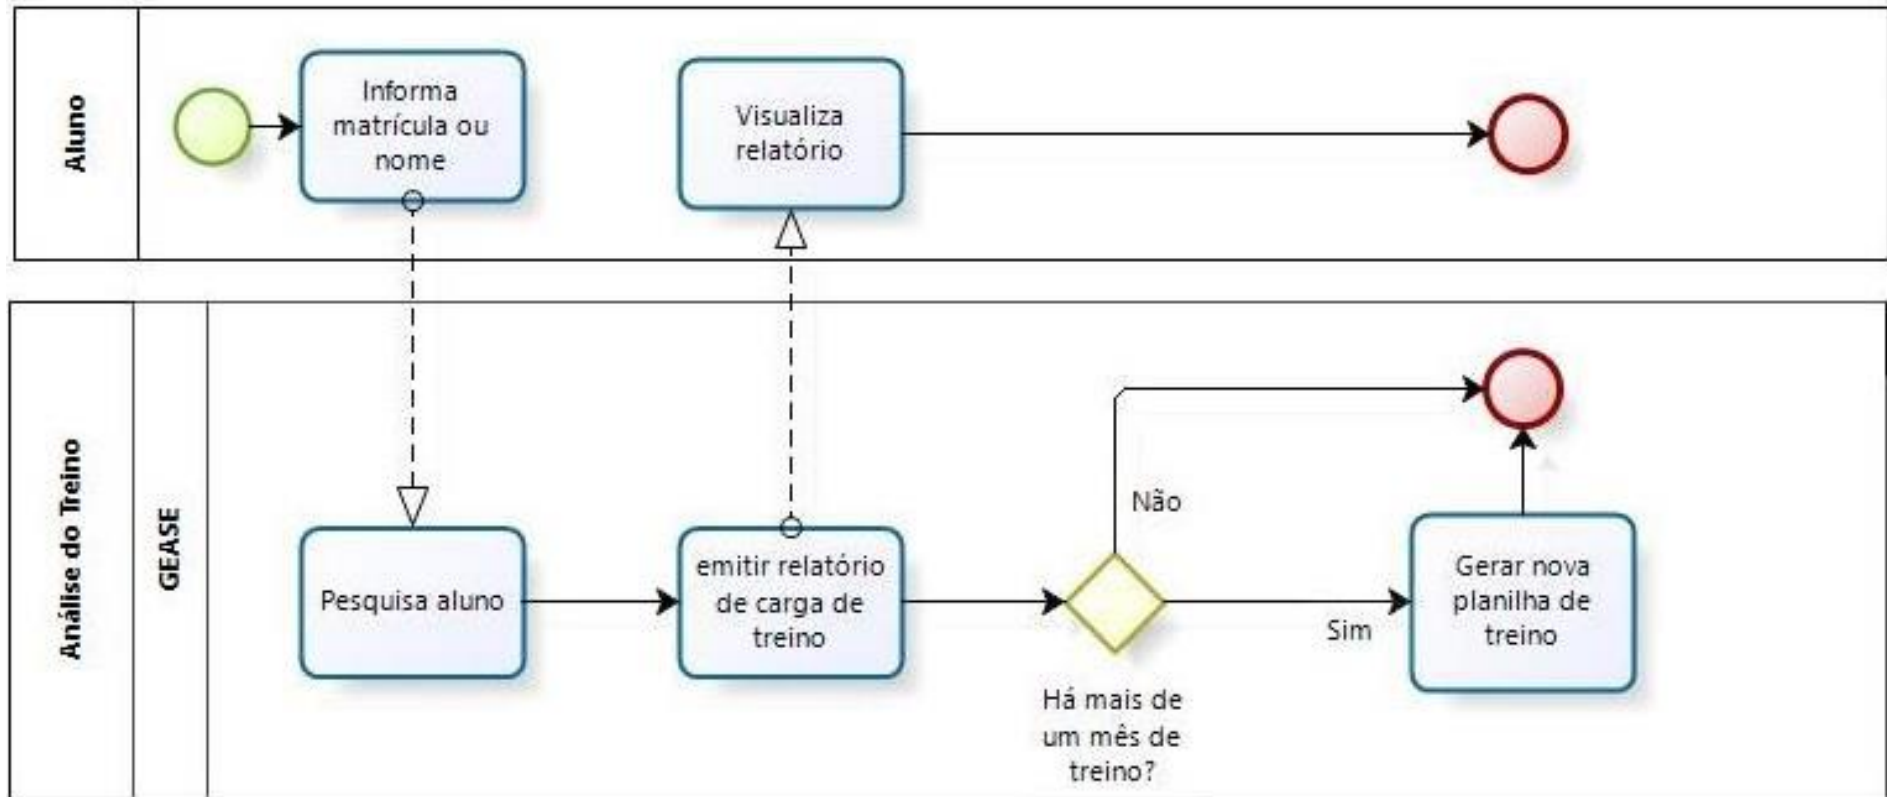 Aluno
Informa
matrícula ou
nome
Visualiza
relatório
Análise do Treino
GEASE
Pesquisa aluno
emitir relatório
de carga de
treino
Não
Sim
Há mais de
um mês de
treino?
Gerar nova
planilha de
treino